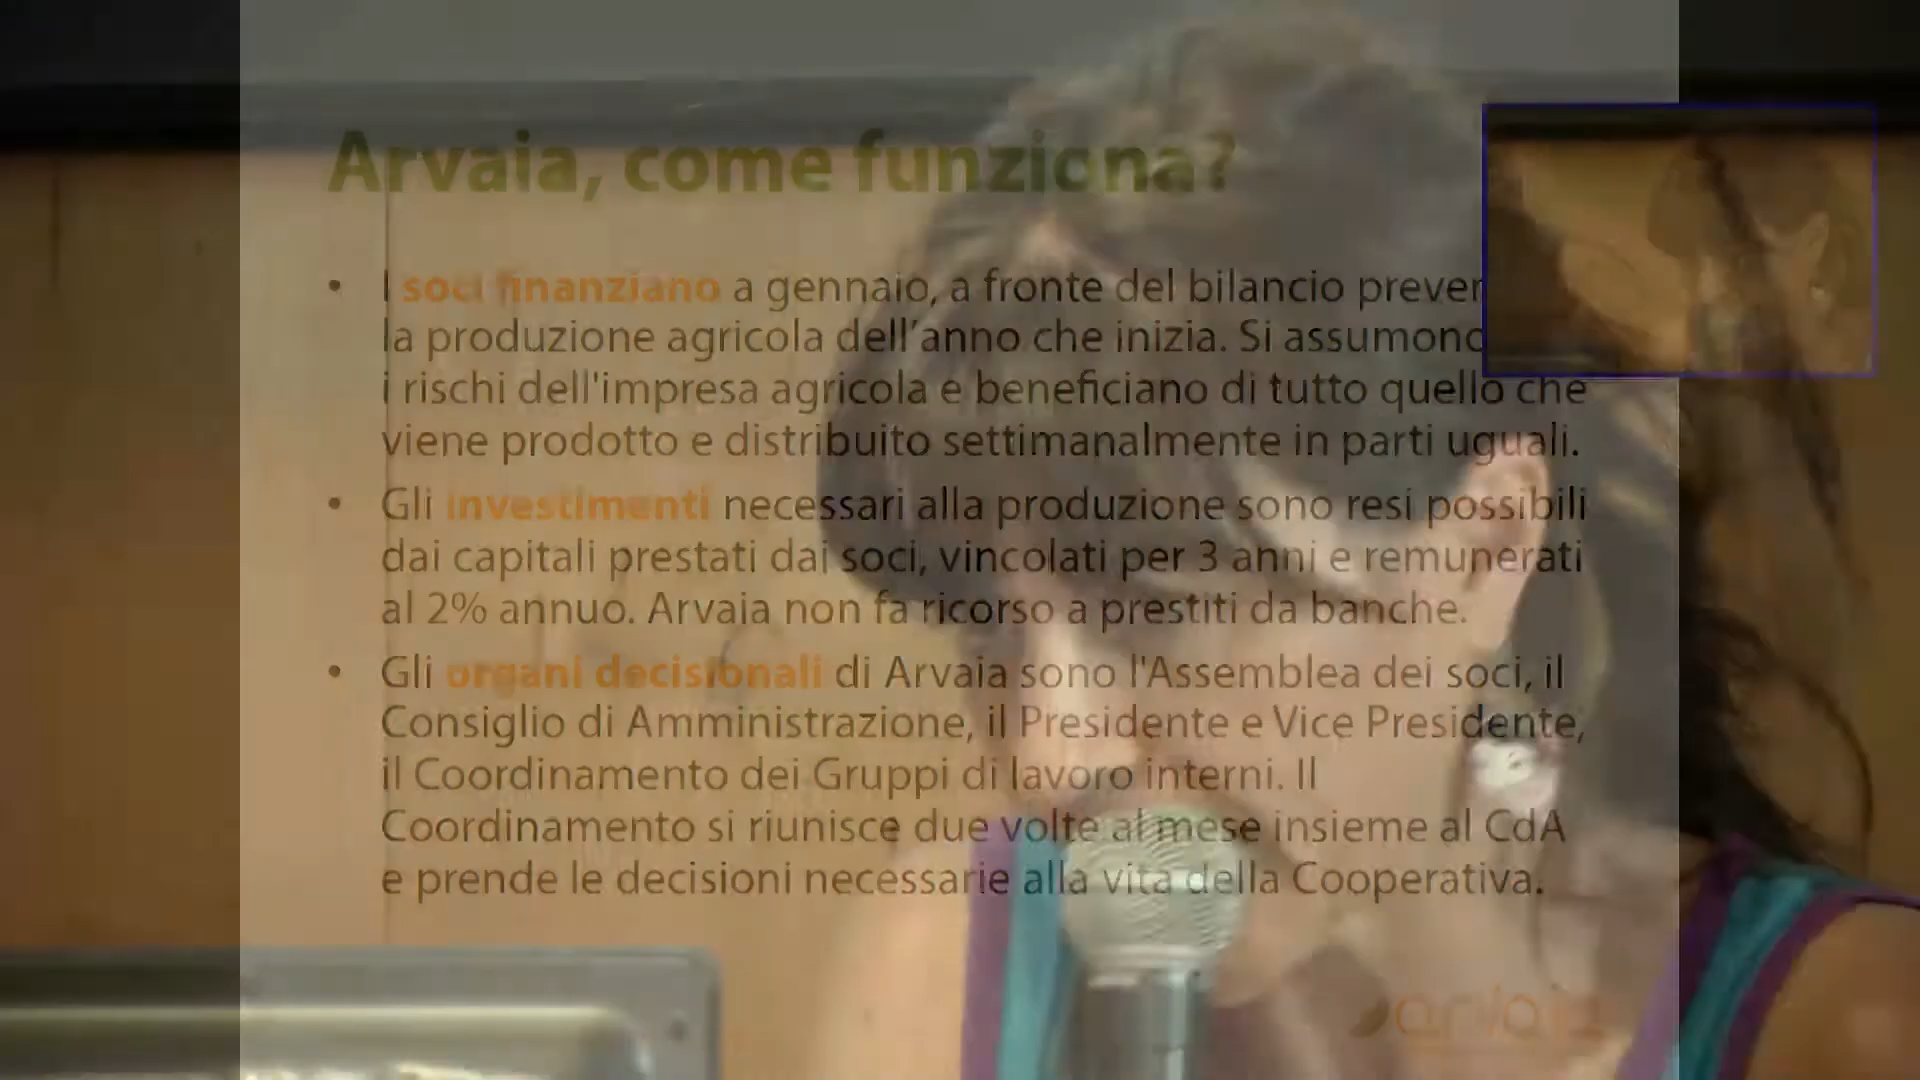 Arvaia, come funziona?
• I soci finanziano a gennaio, a fronte del bilancio
la produzione agricola dell'anno che inizia. Si
i rischi dell'impresa agricola e beneficiano di tutto quello che
viene prodotto e distribuito settimanalmente in parti uguali.
• Gli investimenti necessari alla produzione sono resi possibili
dai capitali prestati dai soci, vincolati per 3 anni e remunerati
al 2% annuo. Arvaia non fa ricorso a prestiti da banche.
• Gli organi decisionali di Arvaia sono l'Assemblea dei soci, il
Consiglio di Amministrazione, il Presidente e Vice Presidente,
il Coordinamento dei Gruppi di lavoro interni. Il
Coordinamento si riunisce due volte al mese insieme al CdA
e prende le decisioni necessarie alla vita della Cooperativa.
arvaia